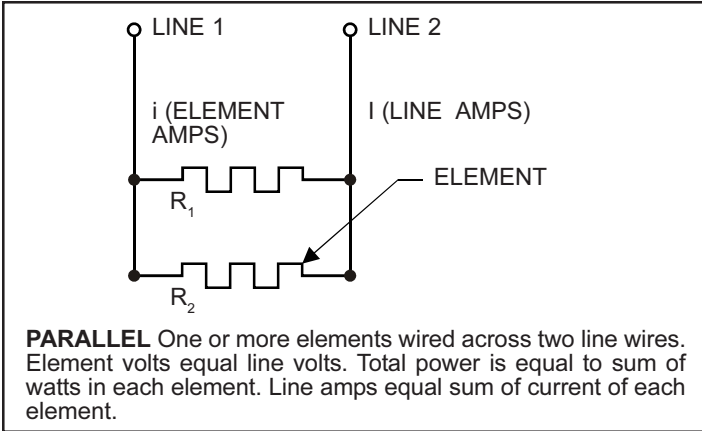 LINE 1
LINE 2
i (ELEMENT
AMPS)
I (LINE AMPS)
ELEMENT
R1
R2
PARALLEL One or more elements wired across two line wires.
Element volts equal line volts. Total power is equal to sum of
watts in each element. Line amps equal sum of current of each
element.